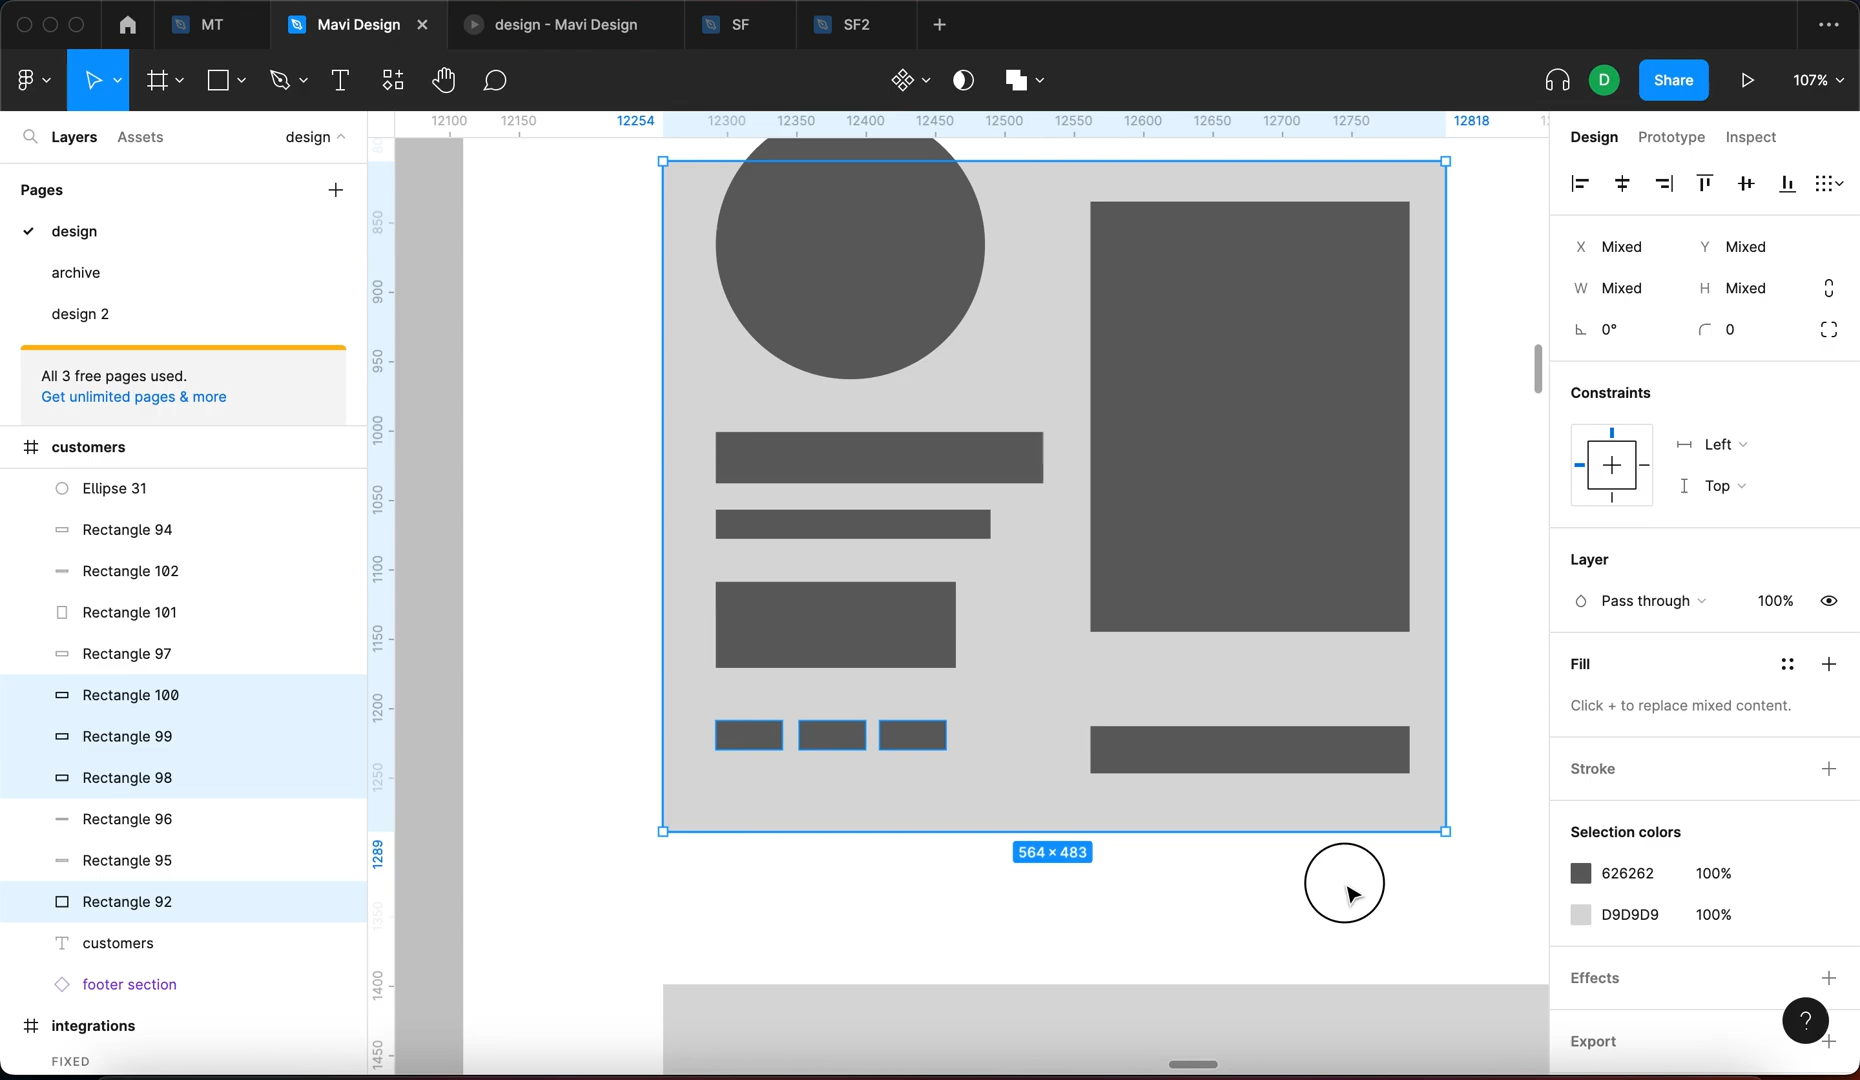 MT
Mavi Design
design - Mavi Design
SF
SF2
D
Share
107%
Layers
Assets
design
12100
12150
12254
12300
12350
12400
12450
12500
12550
12600
12650
12700
12750
12818
Design
Prototype
Inspect
Pages
design
archive
design 2
All 3 free pages used.
Get unlimited pages & more
customers
Ellipse 31
Rectangle 94
Rectangle 102
Rectangle 101
Rectangle 97
Rectangle 100
Rectangle 99
Rectangle 98
Rectangle 96
Rectangle 95
Rectangle 92
customers
footer section
integrations
FIXED
850
900
950
1000
1050
1100
1150
1200
1250
1289
1350
1400
1450
564 × 483
X Mixed
Y Mixed
W Mixed
H Mixed
0°
0
Constraints
Left
Top
Layer
Pass through
100%
Fill
Click + to replace mixed content.
Stroke
Selection colors
626262 100%
D9D9D9 100%
Effects
?
Export